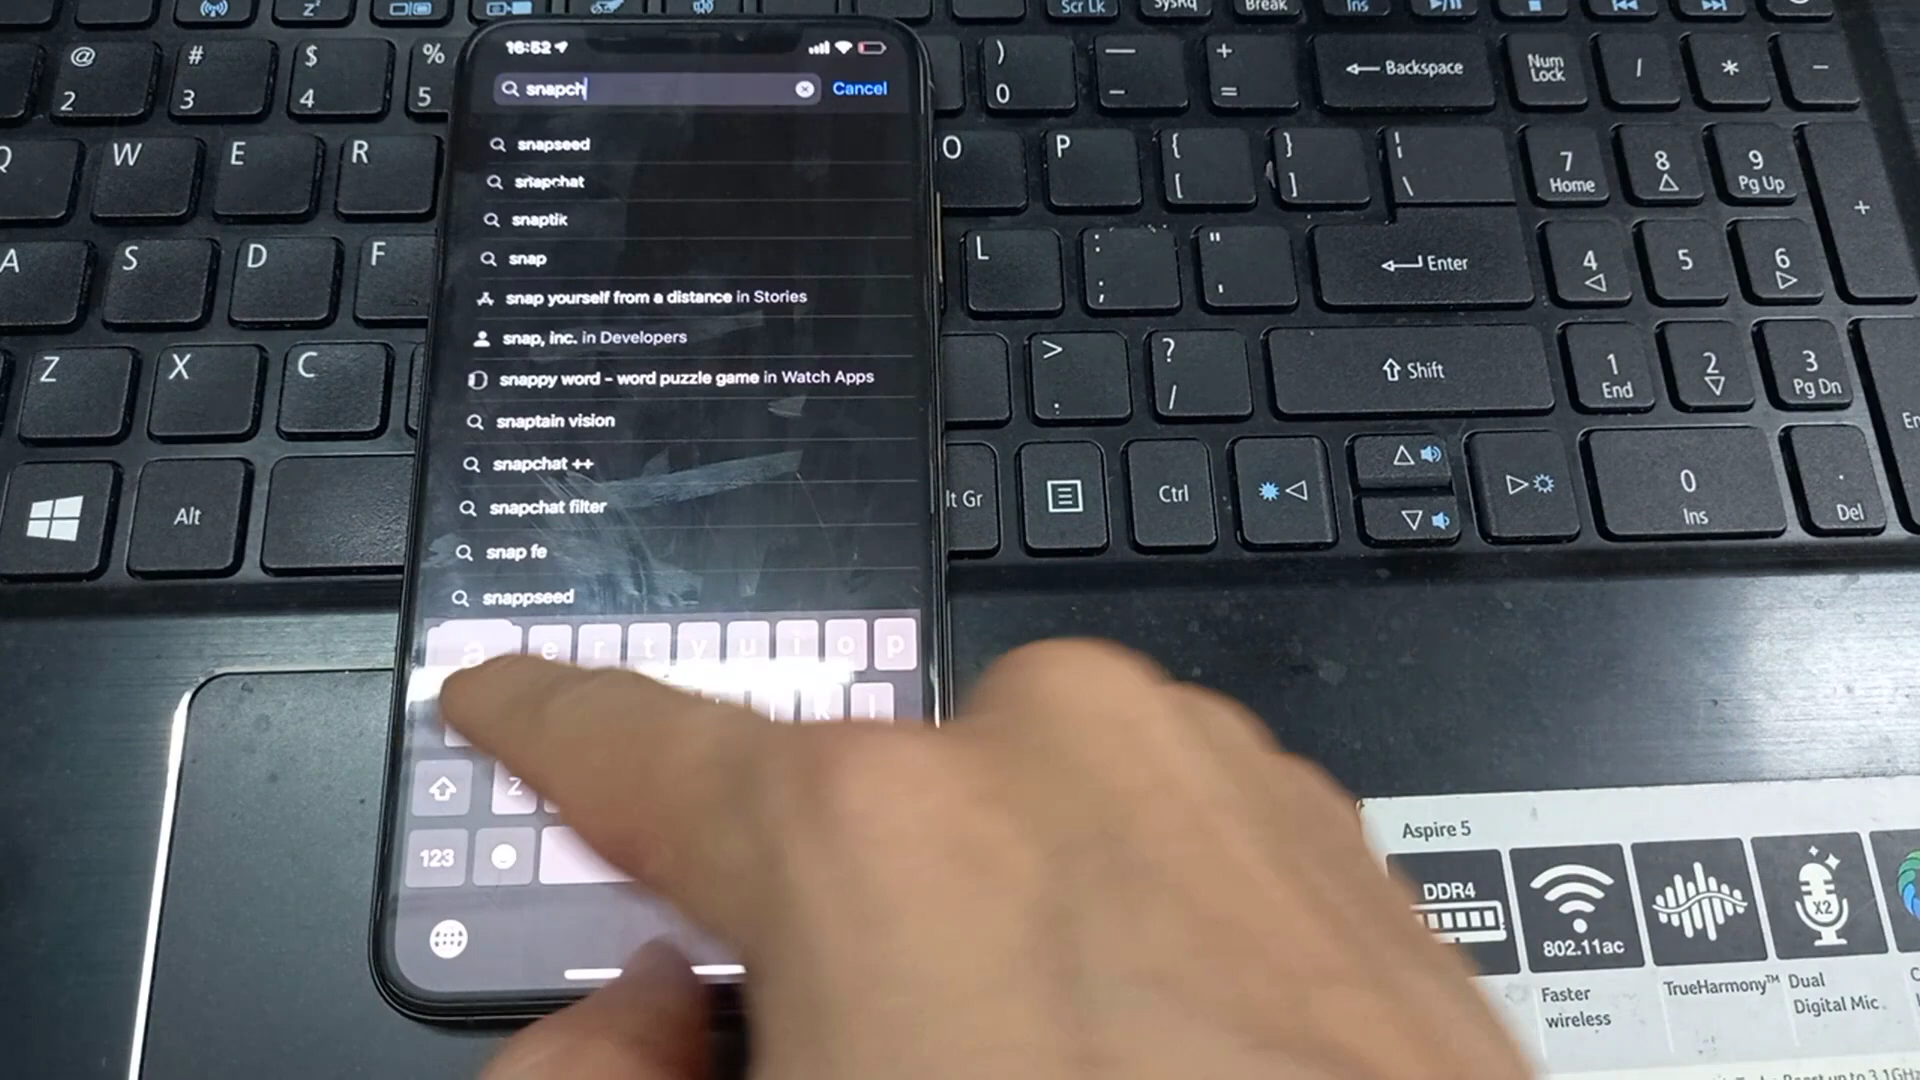 Scr Lk SysRq Break Ins
@ # $ % ) — + ← Backspace Num Lock / * −
2 3 4 5 0 − =
16:52
snapch Cancel
snapseed
snapchat
snaptik
snap
snap yourself from a distance in Stories
snap, inc. in Developers
snappy word – word puzzle game in Watch Apps
snaptain vision
snapchat ++
snapchat filter
snap fe
snappseed
a e r t y u i o p
k l
z
123
Q W E R O P { [ } ] | \ 7 Home 8 9 Pg Up +
A S D F L : ; " ' Enter 4 5 6
Z X C > . ? / Shift 1 End 2 3 Pg Dn
Alt lt Gr Ctrl 0 Ins . Del
Aspire 5
DDR4
802.11ac
X2
Faster
wireless
TrueHarmony™
Dual
Digital Mic